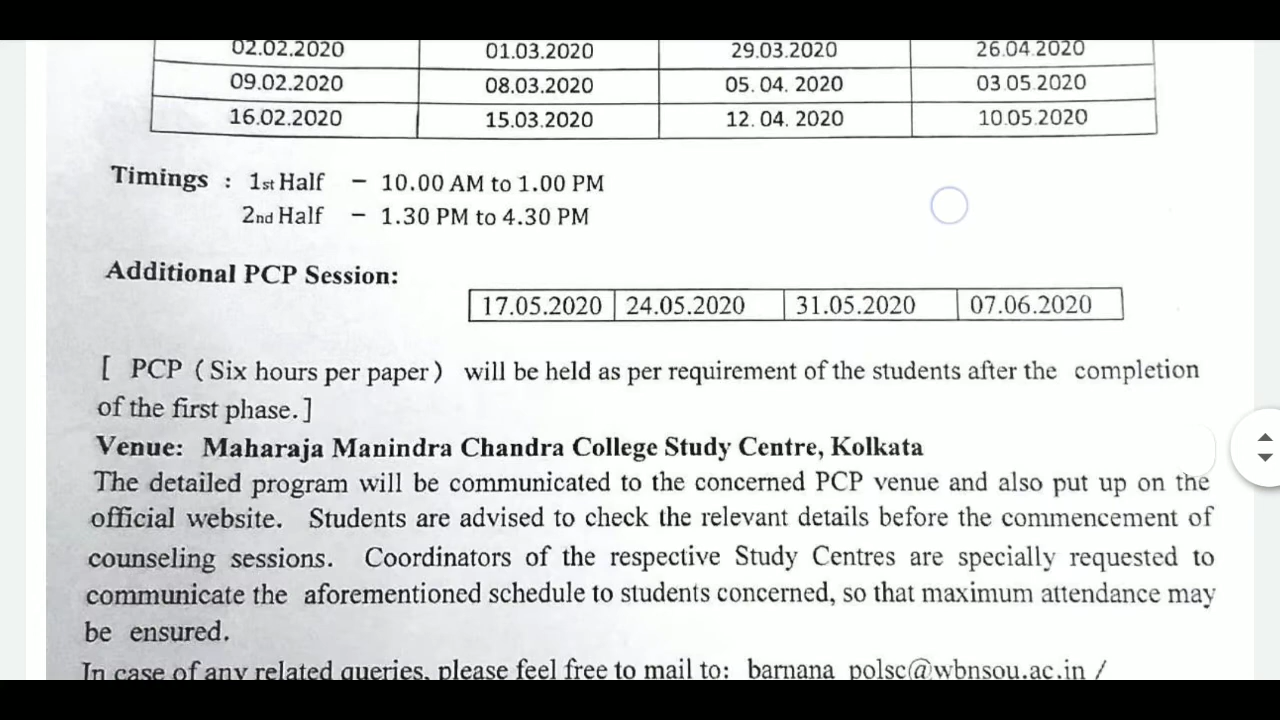 02.02.2020 01.03.2020 29.03.2020 26.04.2020
09.02.2020 08.03.2020 05. 04. 2020 03.05.2020
16.02.2020 15.03.2020 12. 04. 2020 10.05.2020
Timings : 1st Half – 10.00 AM to 1.00 PM
2nd Half – 1.30 PM to 4.30 PM
Additional PCP Session:
17.05.2020 24.05.2020 31.05.2020 07.06.2020
[ PCP ( Six hours per paper ) will be held as per requirement of the students after the completion
of the first phase. ]
Venue: Maharaja Manindra Chandra College Study Centre, Kolkata
The detailed program will be communicated to the concerned PCP venue and also put up on the
official website. Students are advised to check the relevant details before the commencement of
counseling sessions. Coordinators of the respective Study Centres are specially requested to
communicate the aforementioned schedule to students concerned, so that maximum attendance may
be ensured.
In case of any related queries, please feel free to mail to: barnana_polsc@wbnsou.ac.in /